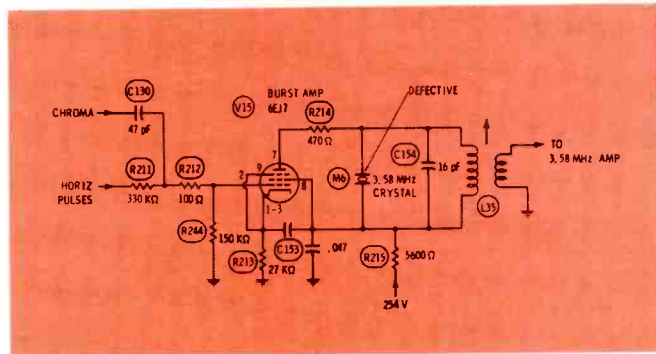 BURST AMP
6EJ7
V15
DEFECTIVE
C130
R214
CHROMA
47 pF
470 Ω
R211
R212
M6
C154
16 pF
TO
3.58 MHz AMP
3.58 MHz
CRYSTAL
HORIZ
PULSES
330 KΩ
100 Ω
7
2
9
8
1-3
L35
R244
150 KΩ
C153
.047
R213
27 KΩ
R215
5600 Ω
254 V